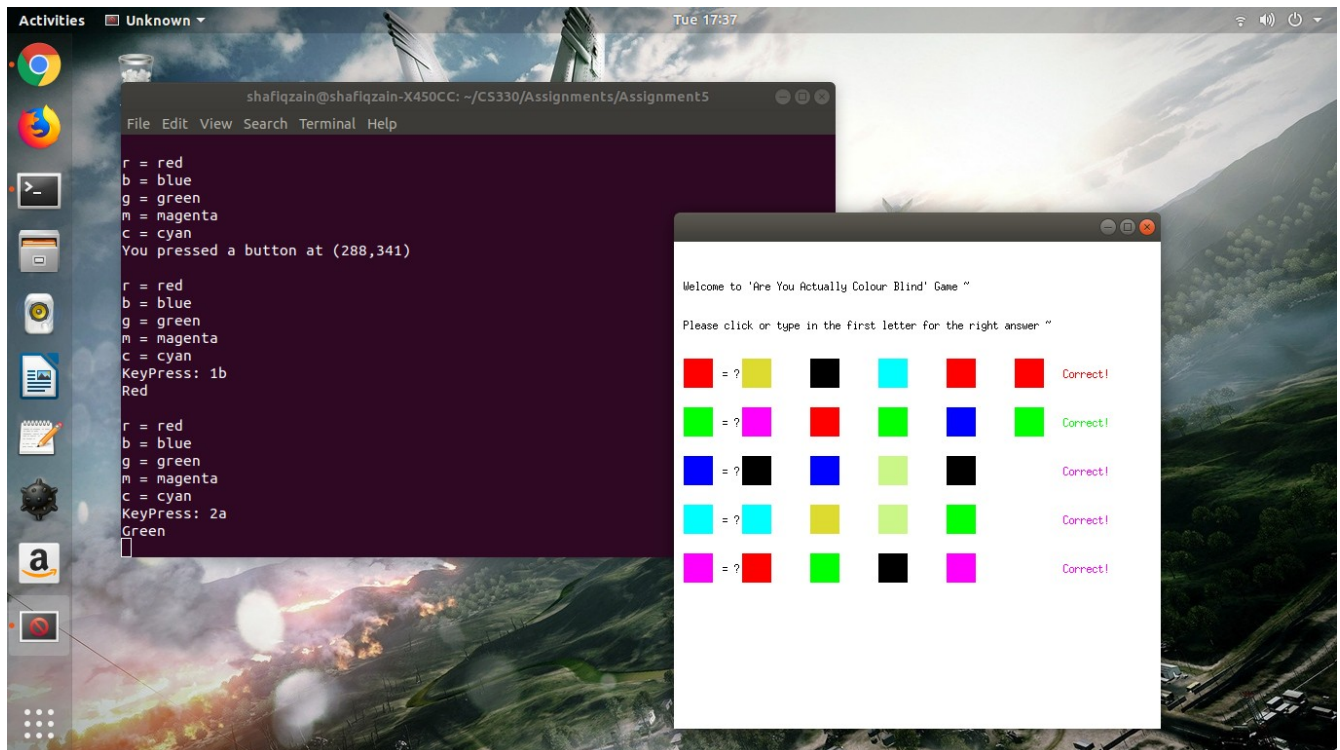 Activities Unknown Tue 17:37
shafiqzain@shafiqzain-X450CC: ~/CS330/Assignments/Assignment5
File Edit View Search Terminal Help
r = red
b = blue
g = green
m = magenta
c = cyan
You pressed a button at (288,341)
r = red
b = blue
g = green
m = magenta
c = cyan
KeyPress: 1b
Red
r = red
b = blue
g = green
m = magenta
c = cyan
KeyPress: 2a
Green
Welcome to 'Are You Actually Colour Blind' Game ~
Please click or type in the first letter for the right answer ~
= ? Correct!
= ? Correct!
= ? Correct!
= ? Correct!
= ? Correct!